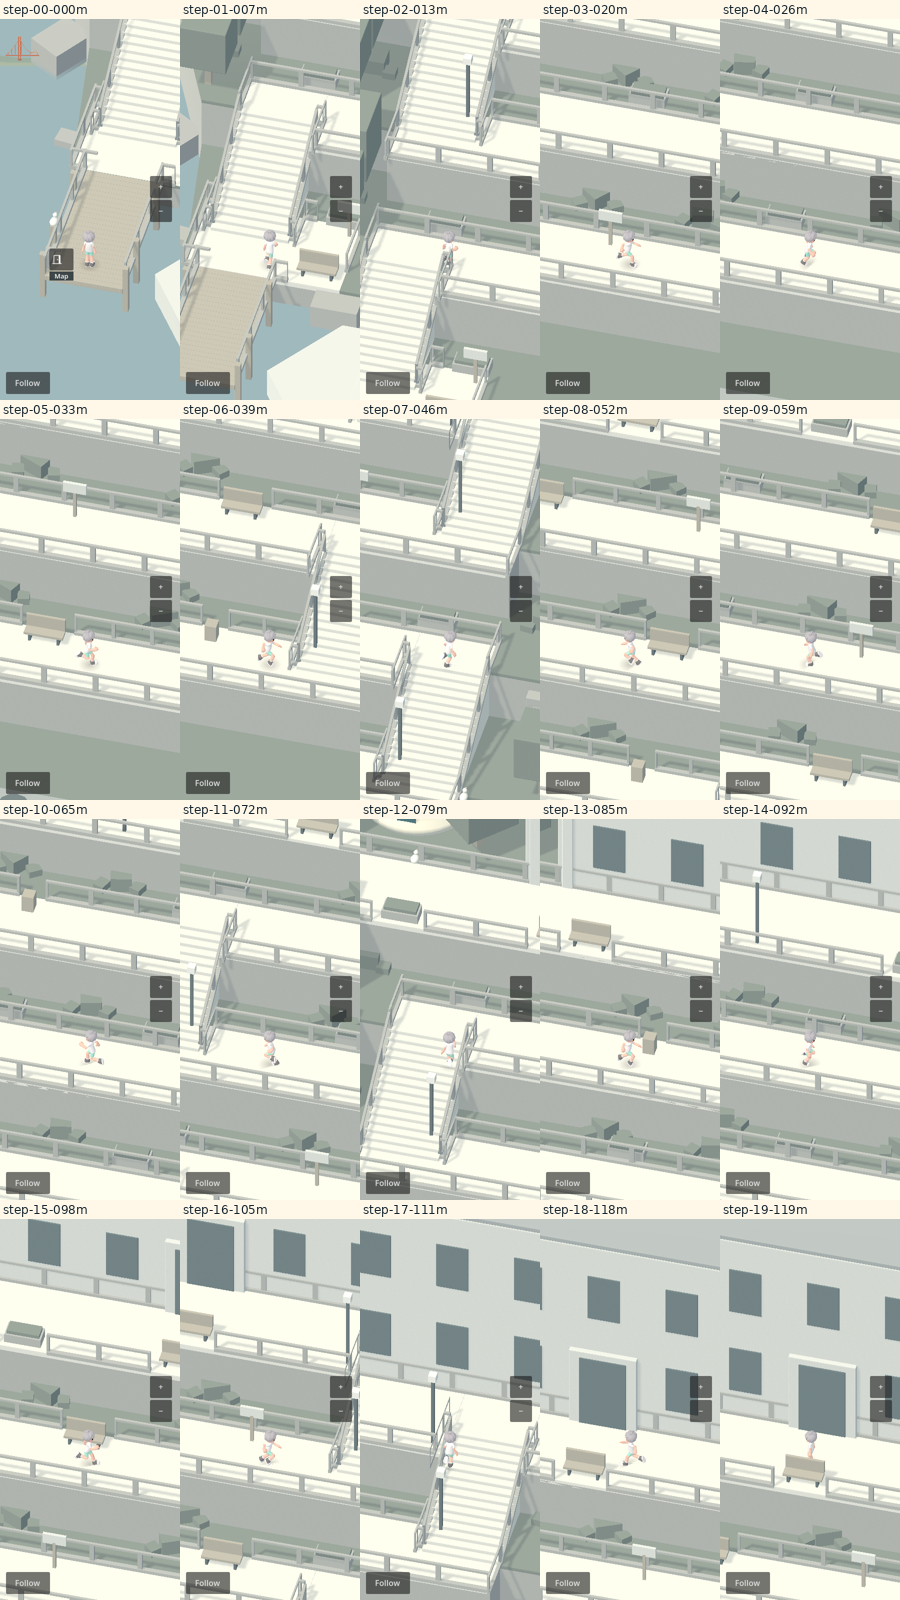 step-00-000m
step-01-007m
step-02-013m
step-03-020m
step-04-026m
+
−
+
−
+
−
+
−
+
−
Map
Follow
Follow
Follow
Follow
Follow
step-05-033m
step-06-039m
step-07-046m
step-08-052m
step-09-059m
+
−
+
−
+
−
+
−
+
−
Follow
Follow
Follow
Follow
Follow
step-10-065m
step-11-072m
step-12-079m
step-13-085m
step-14-092m
+
−
+
−
+
−
+
−
+
−
Follow
Follow
Follow
Follow
Follow
step-15-098m
step-16-105m
step-17-111m
step-18-118m
step-19-119m
+
−
+
−
+
−
+
−
+
−
Follow
Follow
Follow
Follow
Follow